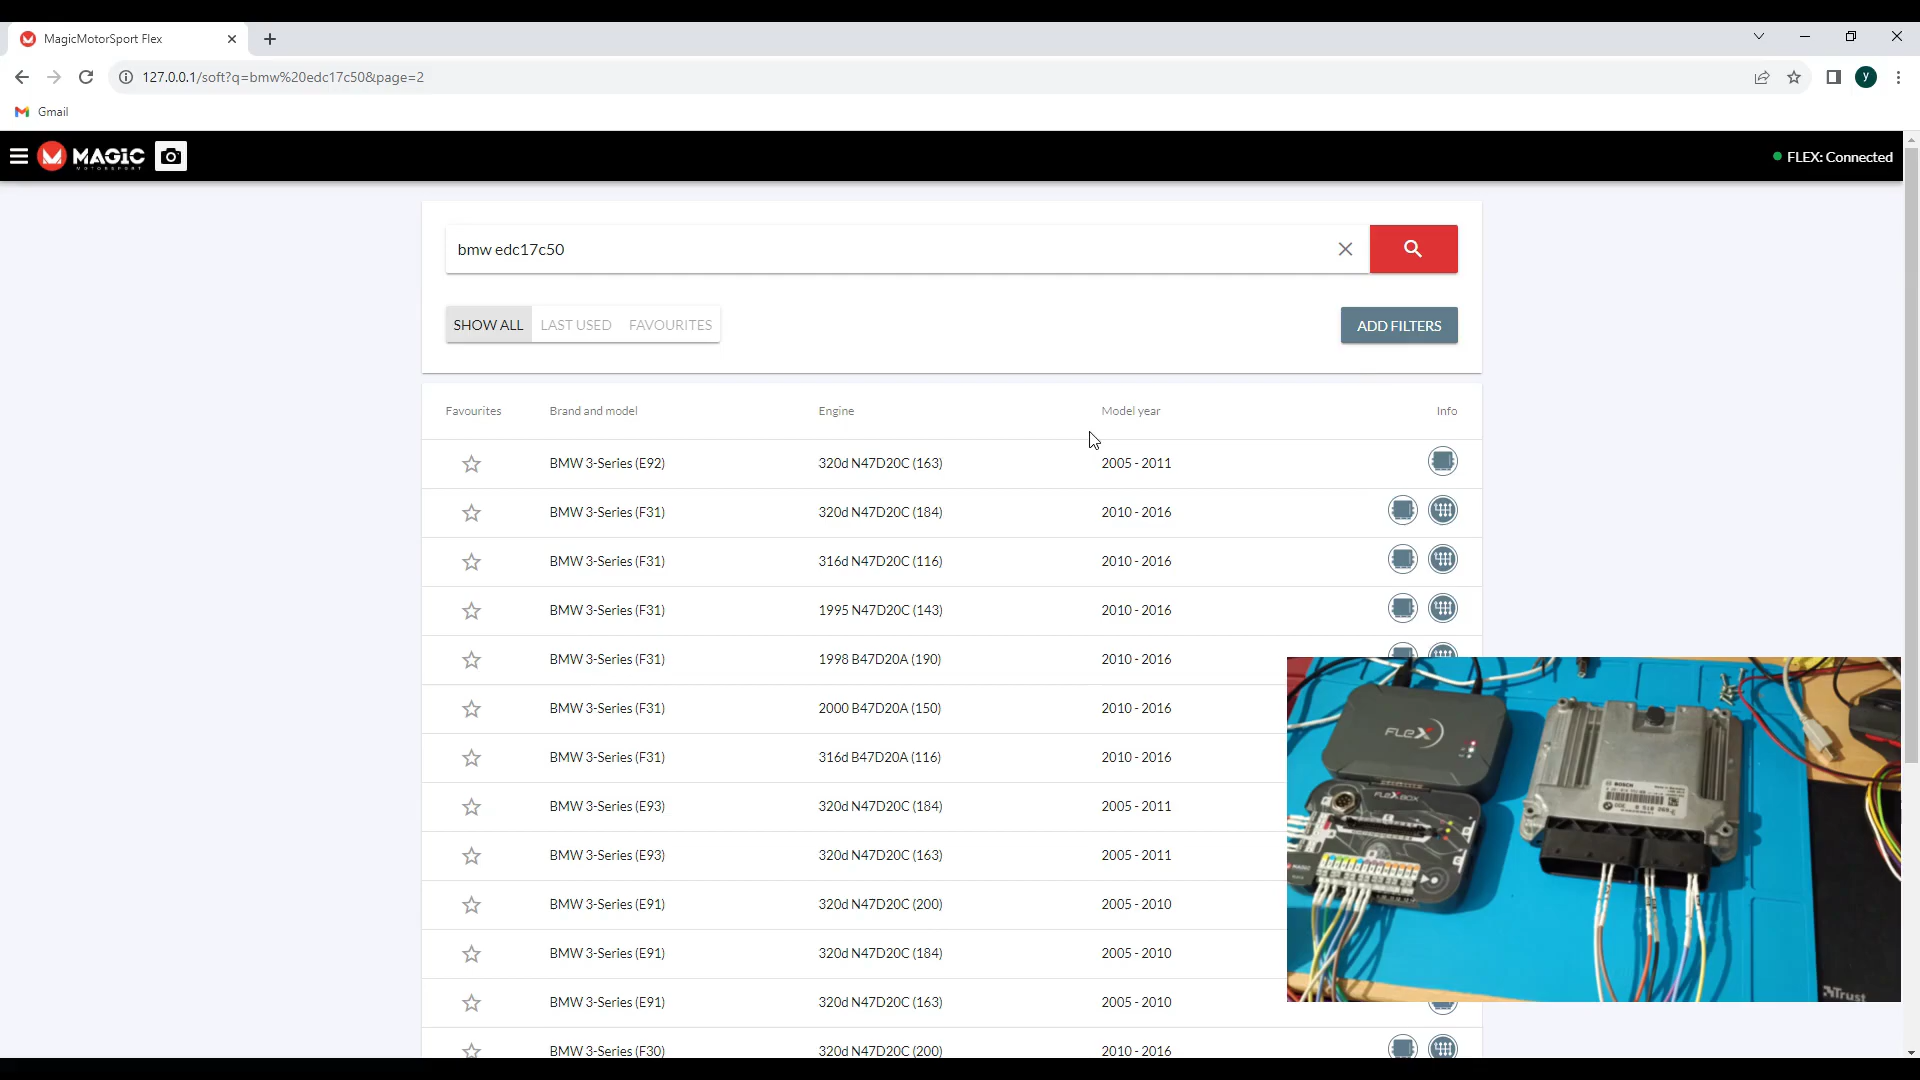 MagicMotorSport Flex
127.0.0.1/soft?q=bmw%20edc17c50&page=2
y
Gmail
MAGIC
MOTORSPORT
FLEX: Connected
bmw edc17c50
SHOW ALL LAST USED FAVOURITES
ADD FILTERS
Favourites Brand and model Engine Model year Info
BMW 3-Series (E92) 320d N47D20C (163) 2005 - 2011
BMW 3-Series (F31) 320d N47D20C (184) 2010 - 2016
BMW 3-Series (F31) 316d N47D20C (116) 2010 - 2016
BMW 3-Series (F31) 1995 N47D20C (143) 2010 - 2016
BMW 3-Series (F31) 1998 B47D20A (190) 2010 - 2016
BMW 3-Series (F31) 2000 B47D20A (150) 2010 - 2016
BMW 3-Series (F31) 316d B47D20A (116) 2010 - 2016
BMW 3-Series (E93) 320d N47D20C (184) 2005 - 2011
BMW 3-Series (E93) 320d N47D20C (163) 2005 - 2011
BMW 3-Series (E91) 320d N47D20C (200) 2005 - 2010
BMW 3-Series (E91) 320d N47D20C (184) 2005 - 2010
BMW 3-Series (E91) 320d N47D20C (163) 2005 - 2010
BMW 3-Series (F30) 320d N47D20C (200) 2010 - 2016
FLEX
FLEXBOX
BOSCH
Trust